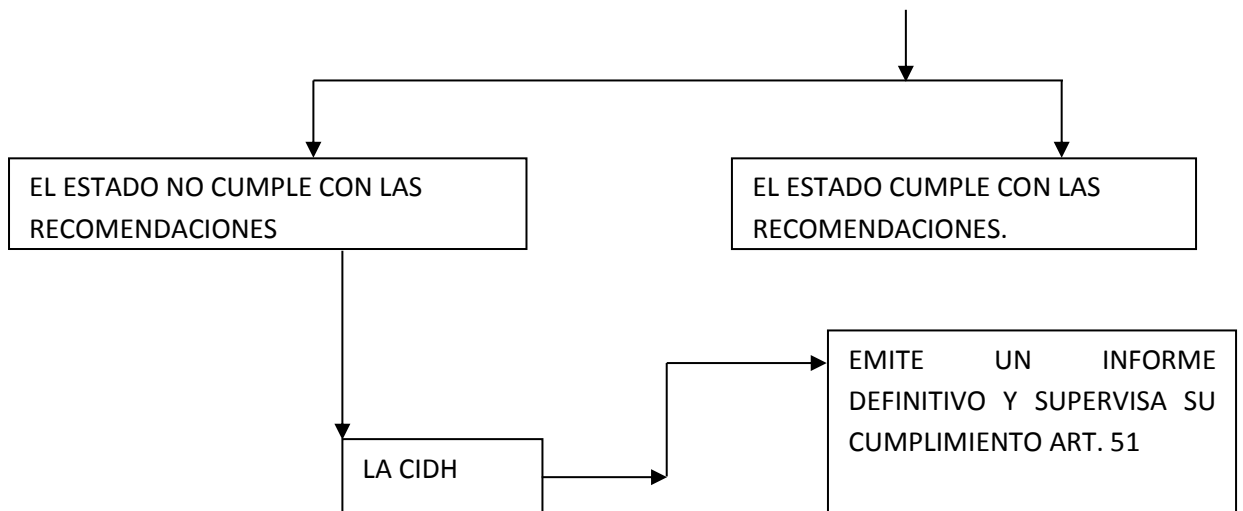 EL ESTADO NO CUMPLE CON LAS
RECOMENDACIONES
EL ESTADO CUMPLE CON LAS
RECOMENDACIONES.
EMITE UN INFORME
DEFINITIVO Y SUPERVISA SU
CUMPLIMIENTO ART. 51
LA CIDH